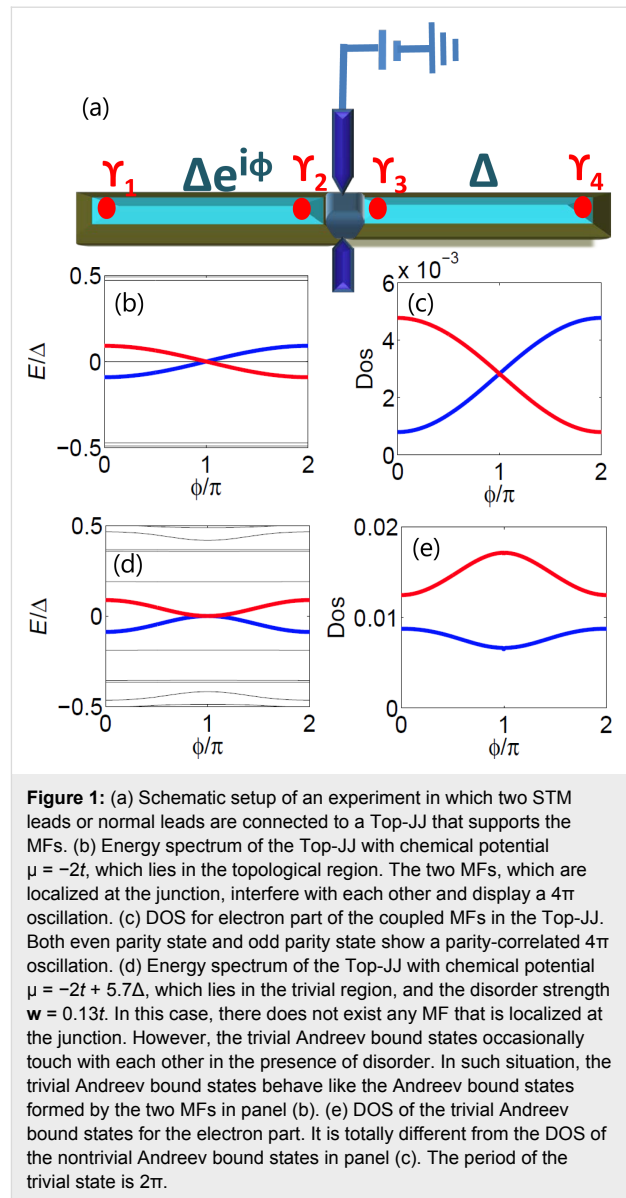 (a)
Δe^{iϕ}
Δ
ϒ₁
ϒ₂
ϒ₃
ϒ₄
(b)
0.5
0
−0.5
E/Δ
0
1
2
ϕ/π
(c)
6 × 10⁻³
4
2
0
Dos
0
1
2
ϕ/π
(d)
0.5
0
−0.5
E/Δ
0
1
2
ϕ/π
(e)
0.02
0.01
0
Dos
0
1
2
ϕ/π
Figure 1: (a) Schematic setup of an experiment in which two STM
leads or normal leads are connected to a Top-JJ that supports the
MFs. (b) Energy spectrum of the Top-JJ with chemical potential
μ = −2t, which lies in the topological region. The two MFs, which are
localized at the junction, interfere with each other and display a 4π
oscillation. (c) DOS for electron part of the coupled MFs in the Top-JJ.
Both even parity state and odd parity state show a parity-correlated 4π
oscillation. (d) Energy spectrum of the Top-JJ with chemical potential
μ = −2t + 5.7Δ, which lies in the trivial region, and the disorder strength
w = 0.13t. In this case, there does not exist any MF that is localized at
the junction. However, the trivial Andreev bound states occasionally
touch with each other in the presence of disorder. In such situation, the
trivial Andreev bound states behave like the Andreev bound states
formed by the two MFs in panel (b). (e) DOS of the trivial Andreev
bound states for the electron part. It is totally different from the DOS of
the nontrivial Andreev bound states in panel (c). The period of the
trivial state is 2π.